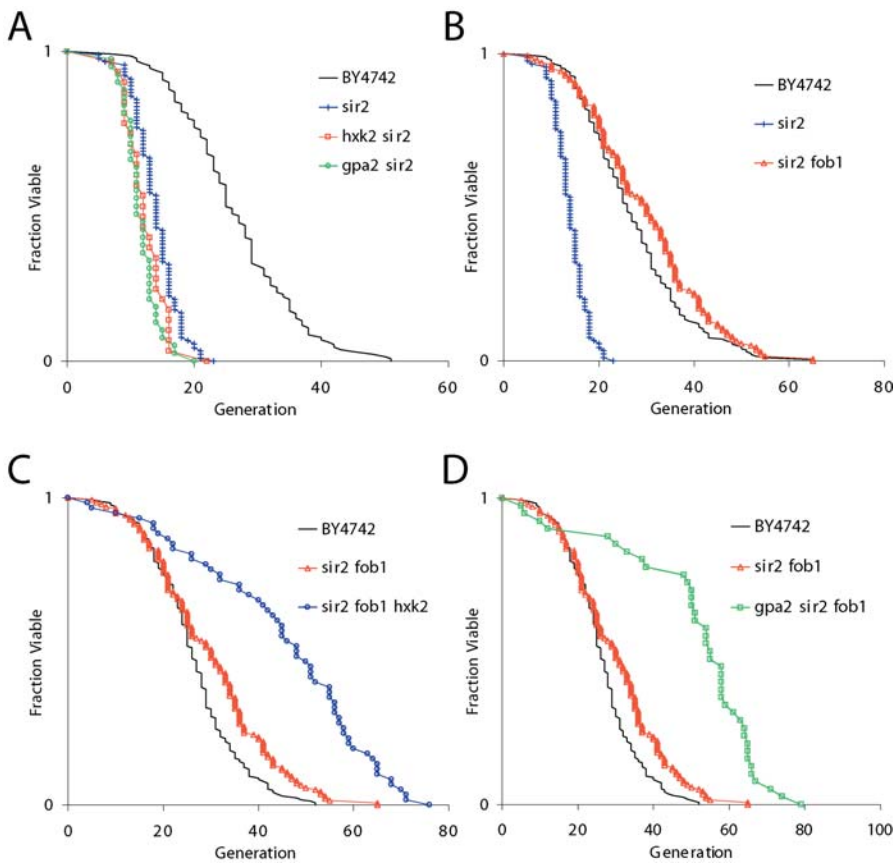 A
1
BY4742
sir2
hxk2 sir2
gpa2 sir2
Fraction Viable
0
0 20 40 60
Generation
B
1
BY4742
sir2
sir2 fob1
Fraction Viable
0
0 20 40 60 80
Generation
C
1
BY4742
sir2 fob1
sir2 fob1 hxk2
Fraction Viable
0
0 20 40 60 80
Generation
D
1
BY4742
sir2 fob1
gpa2 sir2 fob1
Fraction Viable
0
0 20 40 60 80 100
Generation